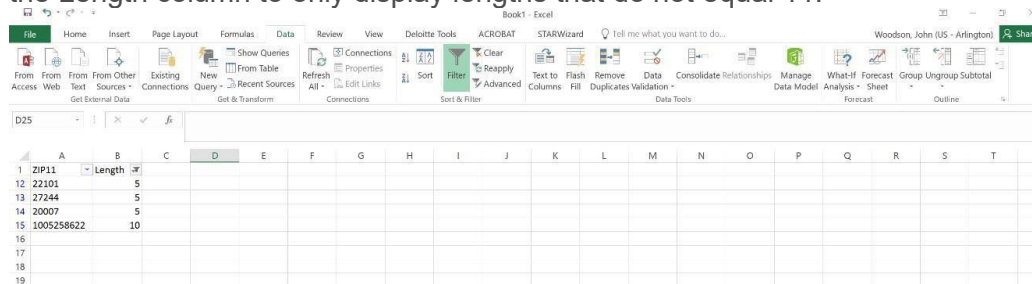 the Length column to only display lengths that do not equal 11.
Book1 - Excel
File Home Insert Page Layout Formulas Data Review View Deloitte Tools ACROBAT STARWizard Tell me what you want to do... Woodson, John (US - Arlington) Share
Show Queries Connections Clear
From Table Properties Reapply
Recent Sources Edit Links Advanced
From Access From Web From Text From Other Sources Existing Connections New Query Refresh All Sort Filter Text to Columns Flash Fill Remove Duplicates Data Validation Consolidate Relationships Manage Data Model What-If Analysis Forecast Sheet Group Ungroup Subtotal
Get External Data Get & Transform Connections Sort & Filter Data Tools Forecast Outline
D25 fx
A B C D E F G H I J K L M N O P Q R S T
1 ZIP11 Length
12 22101 5
13 27244 5
14 20007 5
15 1005258622 10
16
17
18
19